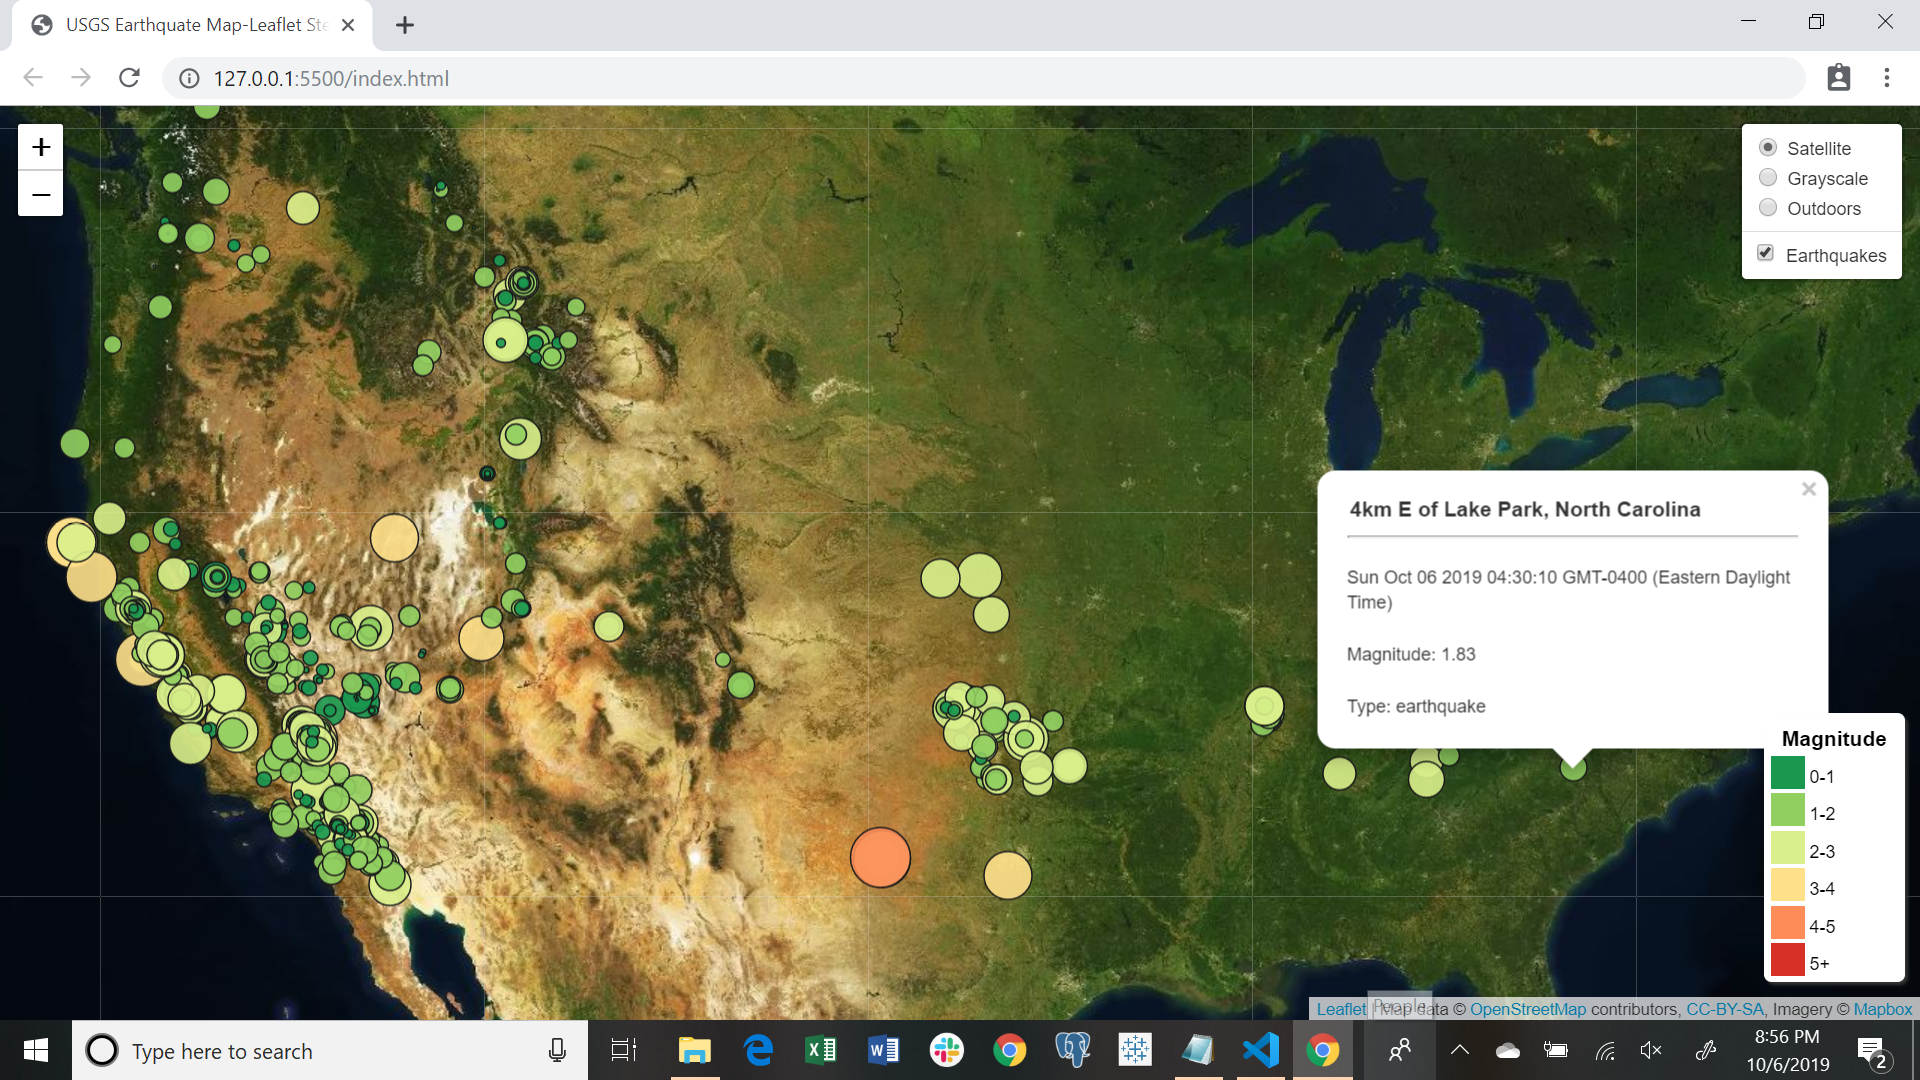 USGS Earthquate Map-Leaflet Ste
127.0.0.1:5500/index.html
+
−
Satellite
Grayscale
Outdoors
Earthquakes
4km E of Lake Park, North Carolina
Sun Oct 06 2019 04:30:10 GMT-0400 (Eastern Daylight
Time)
Magnitude: 1.83
Type: earthquake
Magnitude
0-1
1-2
2-3
3-4
4-5
5+
People
Leaflet | Map data © OpenStreetMap contributors, CC-BY-SA, Imagery © Mapbox
Type here to search
8:56 PM
10/6/2019
2